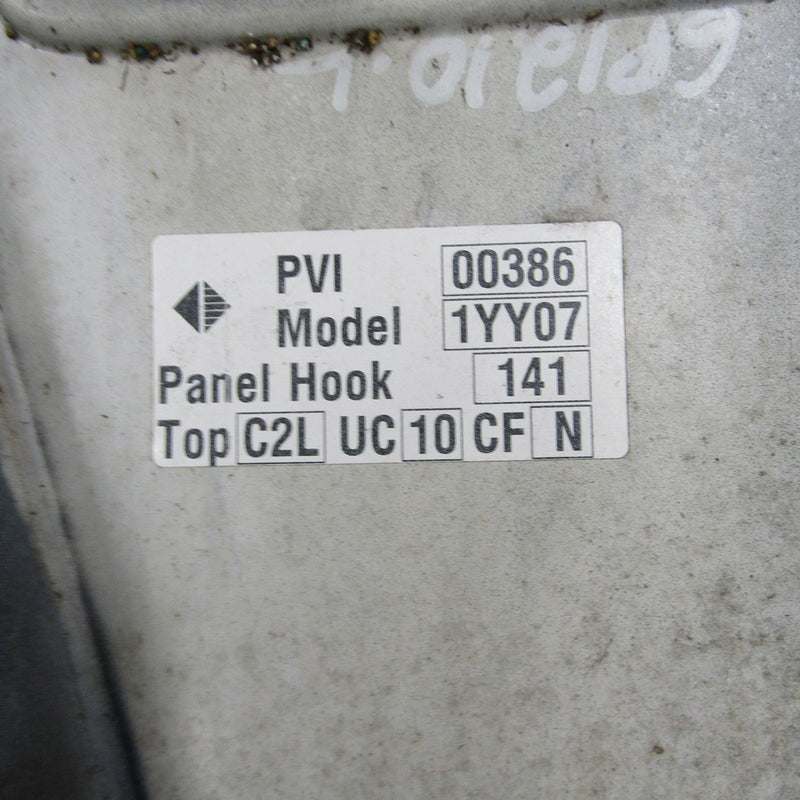 PVI 00386
Model 1YY07
Panel Hook 141
Top C2L UC 10 CF N